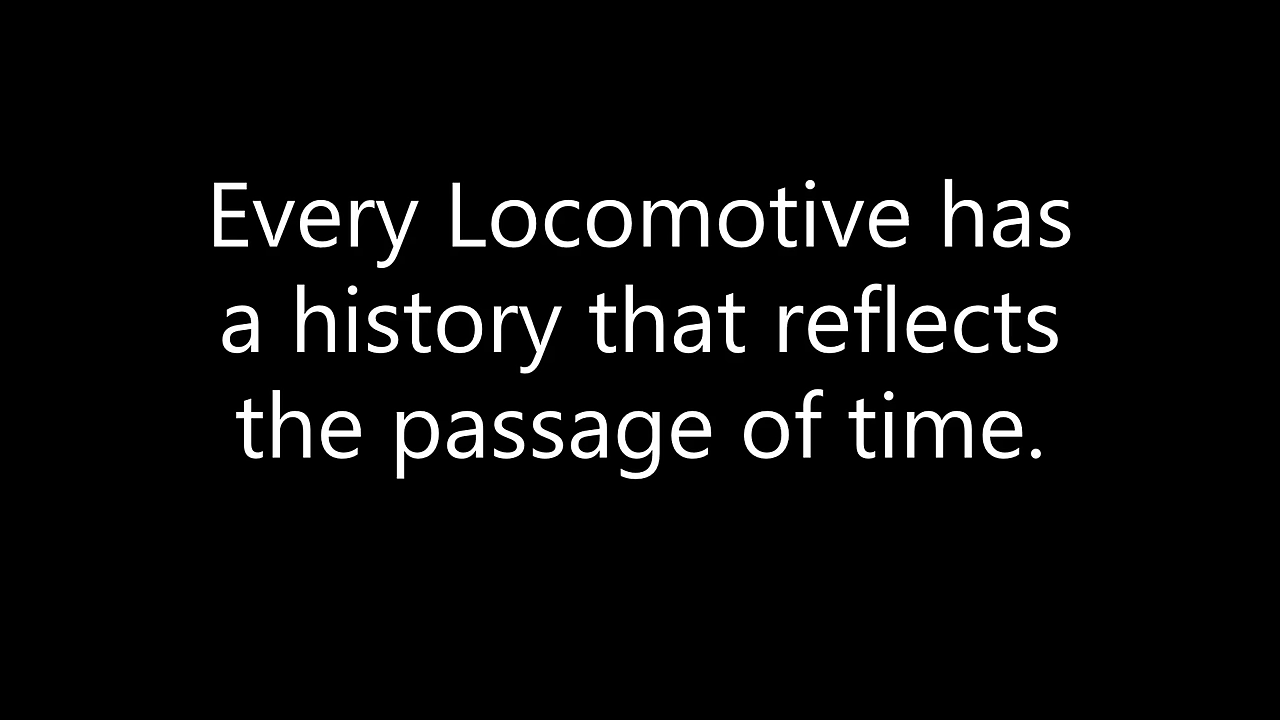 Every Locomotive has
a history that reflects
the passage of time.